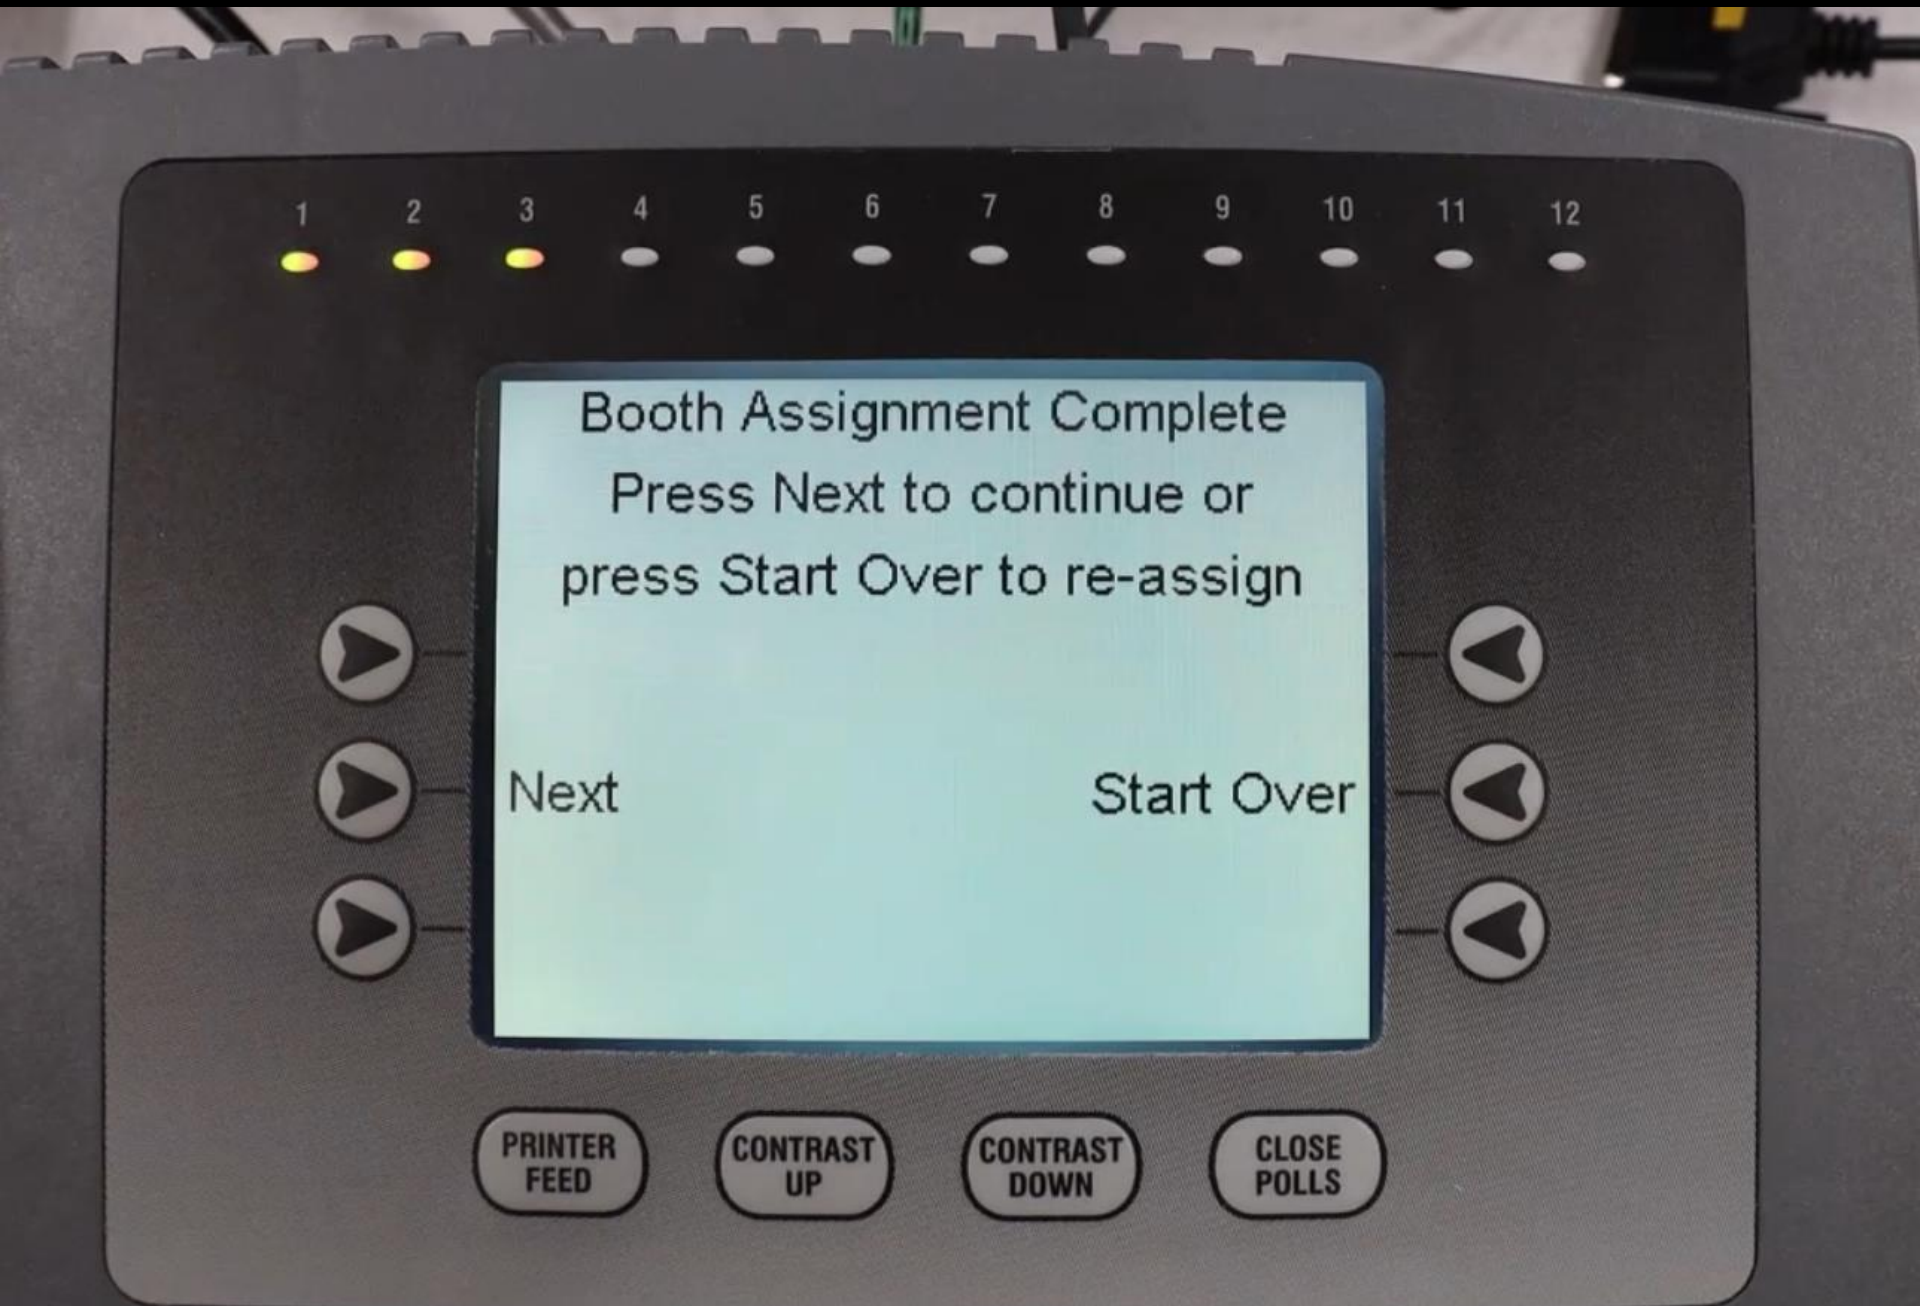 1 2 3 4 5 6 7 8 9 10 11 12
Booth Assignment Complete
Press Next to continue or
press Start Over to re-assign
Next Start Over
PRINTER FEED
CONTRAST UP
CONTRAST DOWN
CLOSE POLLS